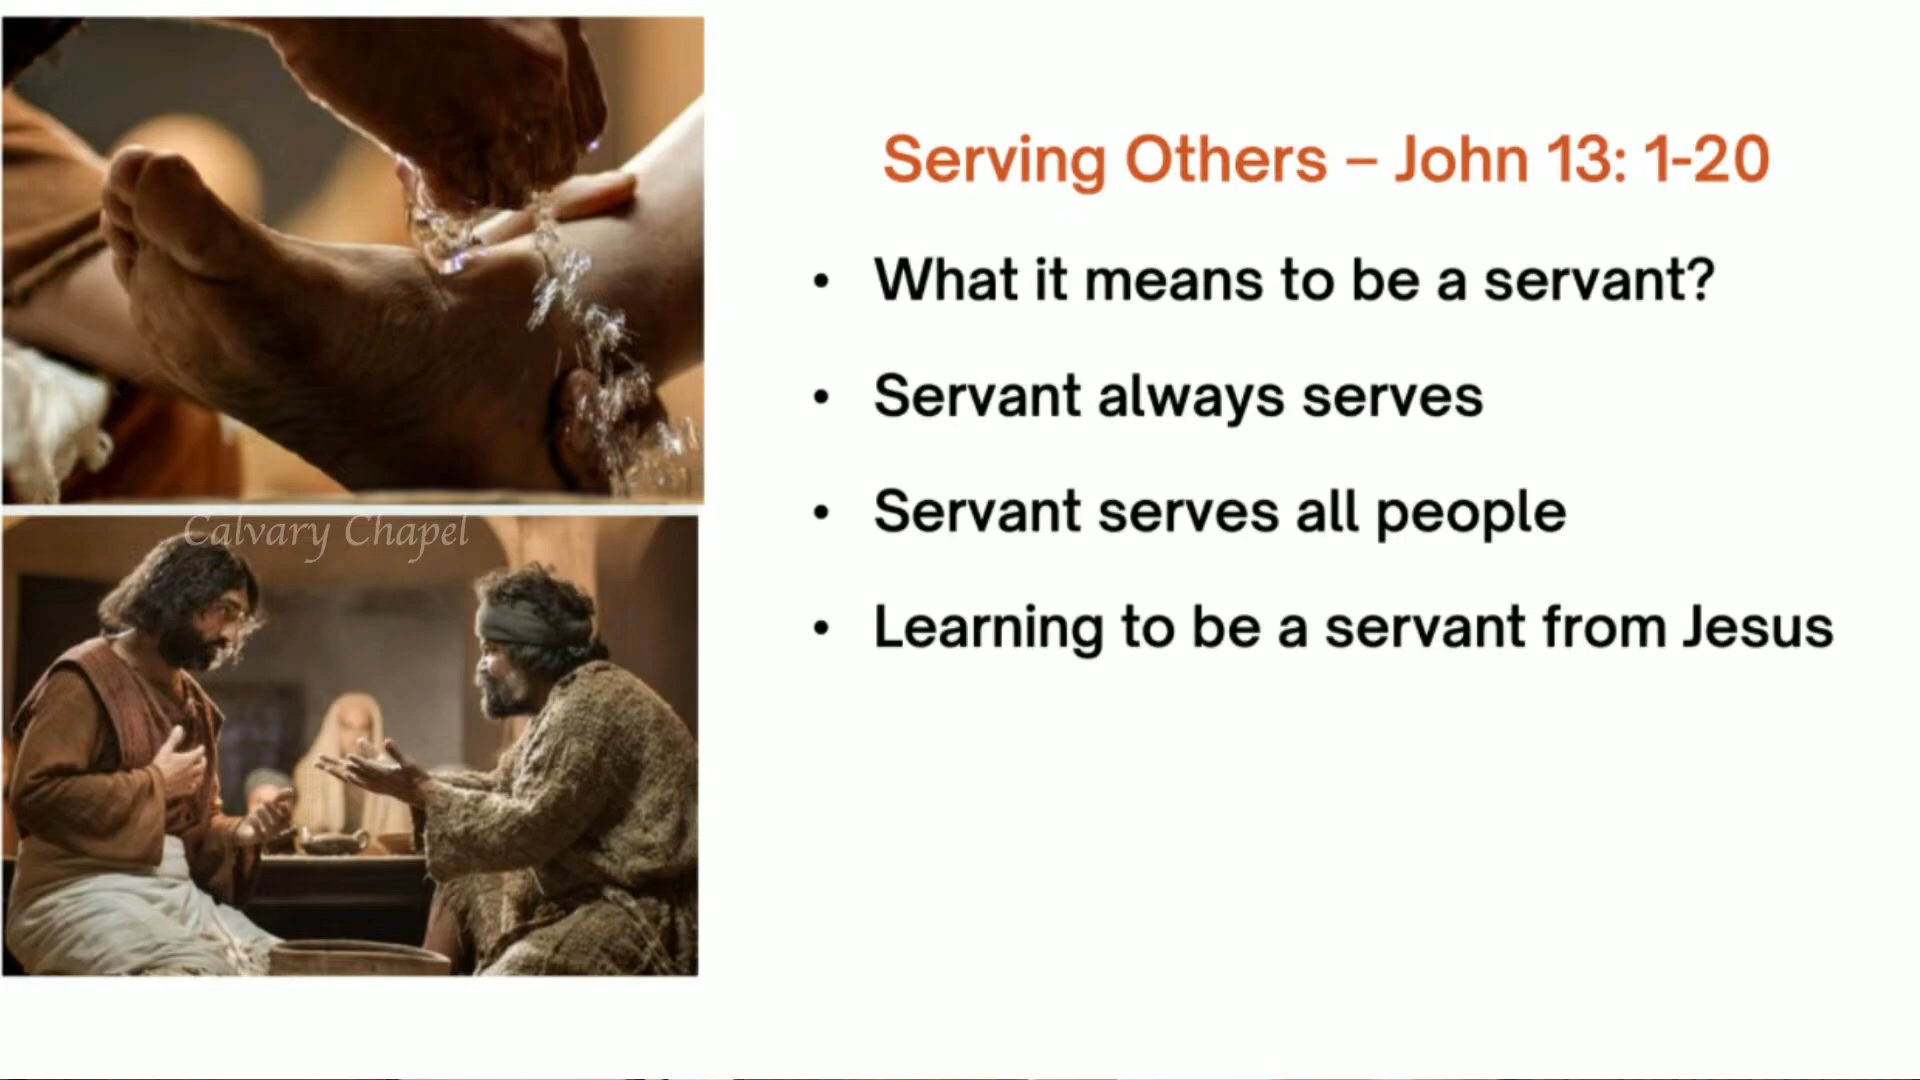 Serving Others – John 13: 1-20
• What it means to be a servant?
• Servant always serves
• Servant serves all people
• Learning to be a servant from Jesus
Calvary Chapel